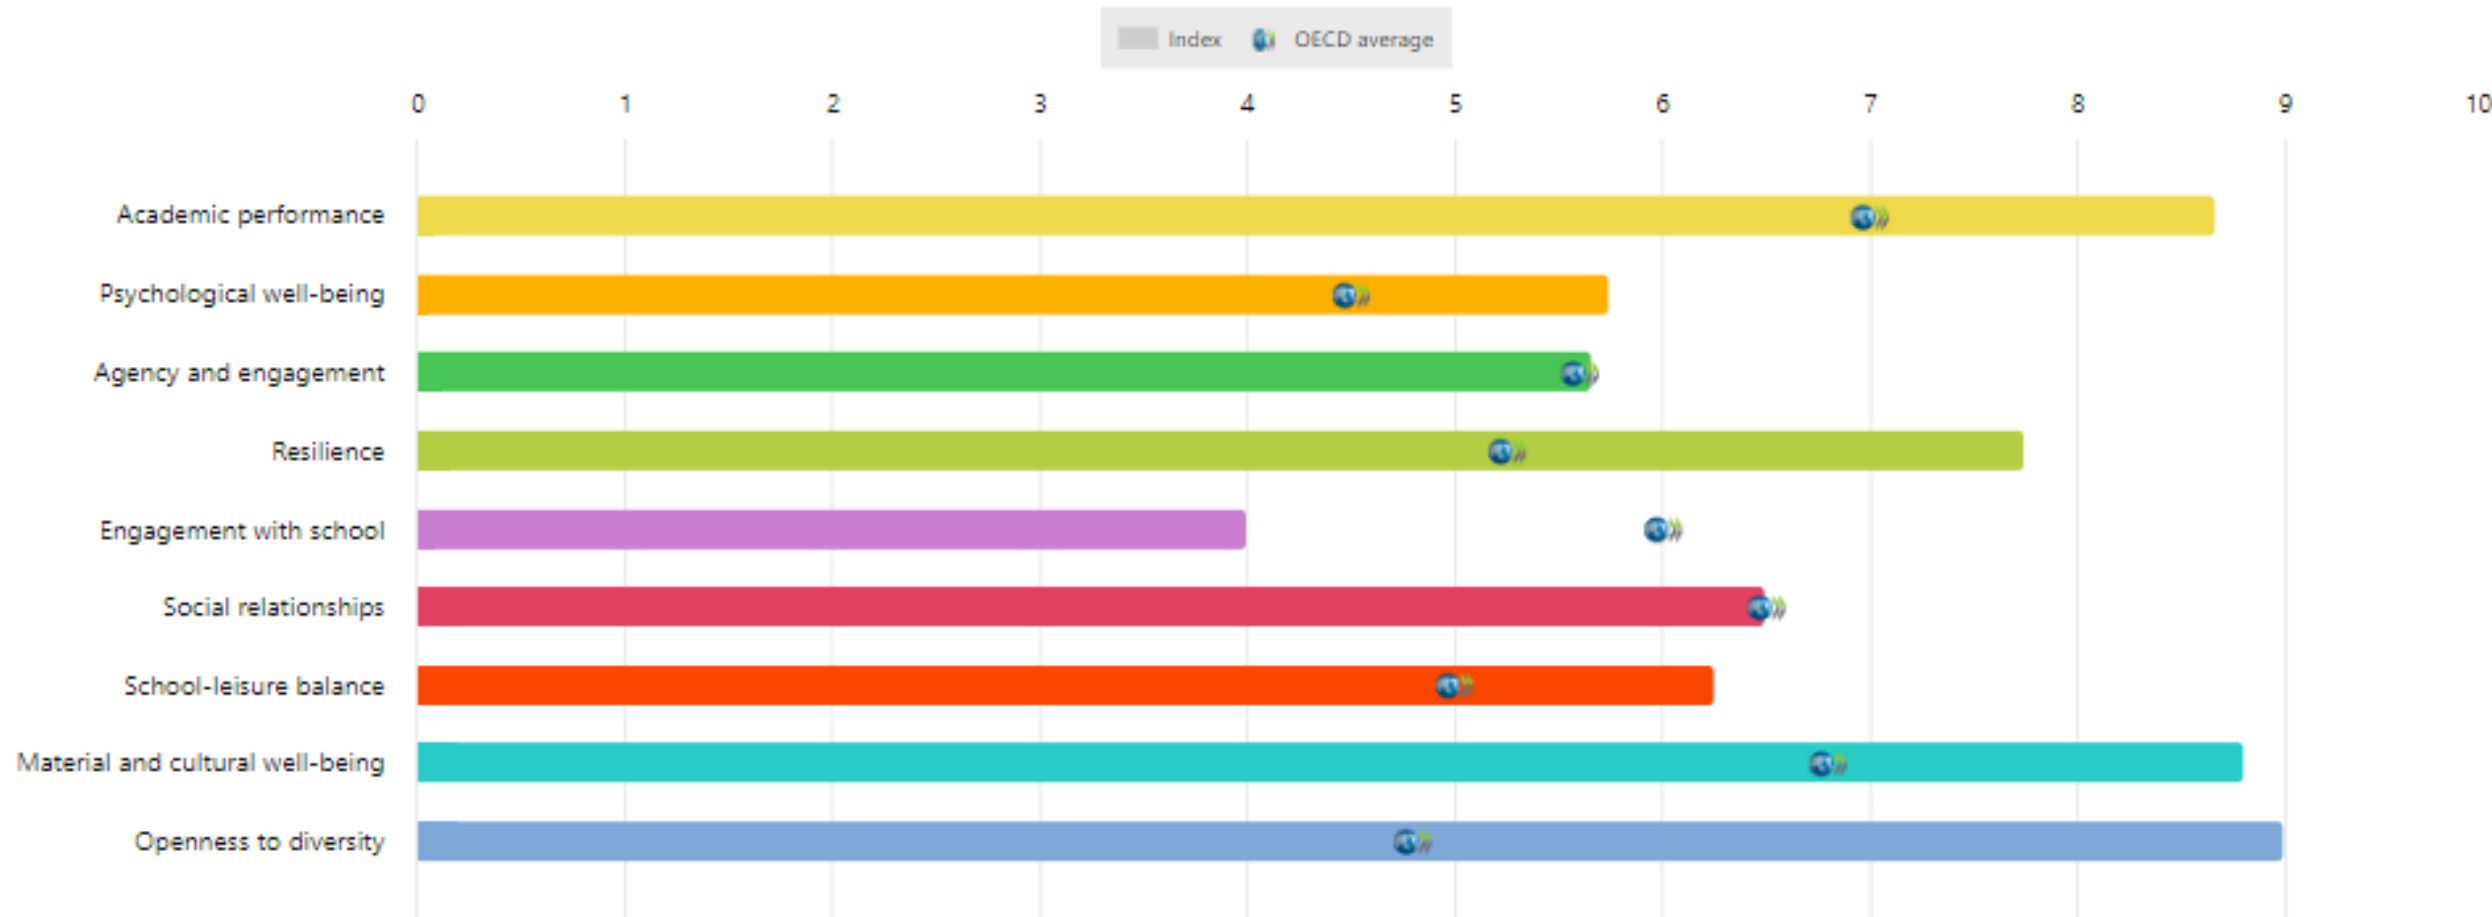 Index OECD average
0 1 2 3 4 5 6 7 8 9 10
Academic performance
Psychological well-being
Agency and engagement
Resilience
Engagement with school
Social relationships
School-leisure balance
Material and cultural well-being
Openness to diversity